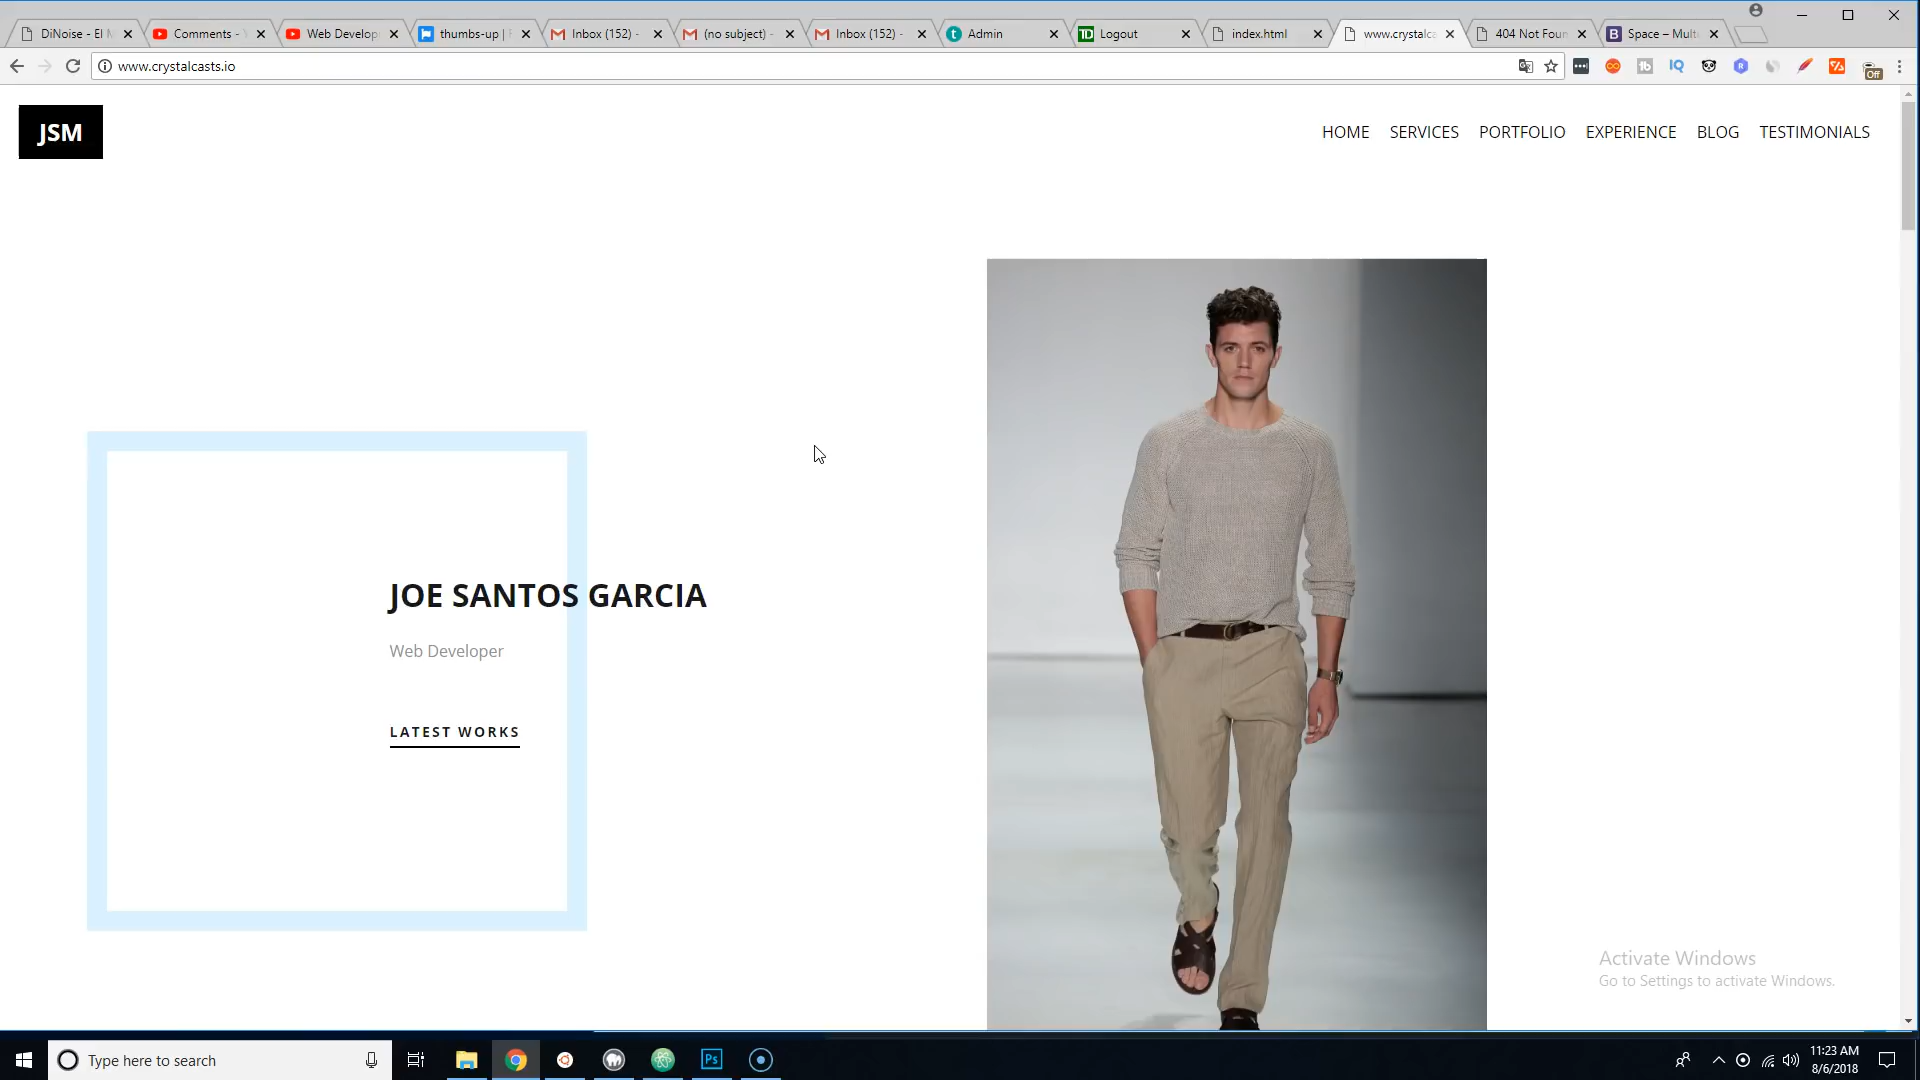 DiNoise - El M
Comments - Y
Web Develop
thumbs-up | F
Inbox (152) -
(no subject) -
Inbox (152) -
Admin
Logout
index.html
www.crystalca
404 Not Foun
Space – Mult
www.crystalcasts.io
Off
JSM
HOME SERVICES PORTFOLIO EXPERIENCE BLOG TESTIMONIALS
JOE SANTOS GARCIA
Web Developer
LATEST WORKS
Activate Windows
Go to Settings to activate Windows.
Type here to search
Ps
11:23 AM
8/6/2018